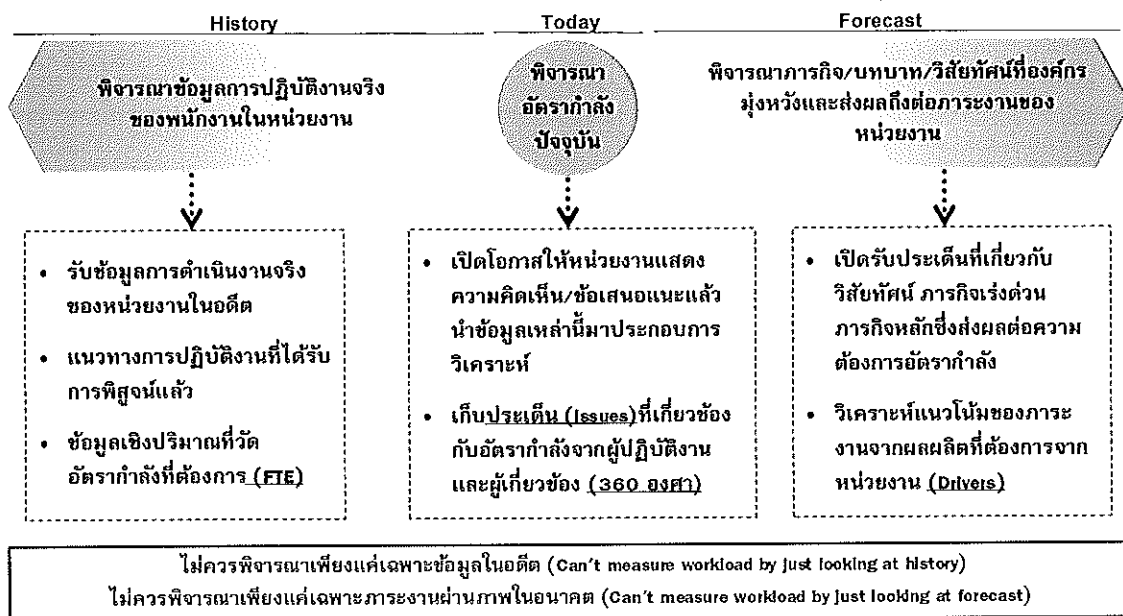 History
Today
Forecast
พิจารณาข้อมูลการปฏิบัติงานจริง
ของพนักงานในหน่วยงาน
พิจารณา
อัตรากำลัง
ปัจจุบัน
พิจารณาภารกิจ/บทบาท/วิสัยทัศน์ที่องค์กร
มุ่งหวังและส่งผลถึงต่อภาระงานของ
หน่วยงาน
• รับข้อมูลการดำเนินงานจริง
ของหน่วยงานในอดีต
• แนวทางการปฏิบัติงานที่ได้รับ
การพิสูจน์แล้ว
• ข้อมูลเชิงปริมาณที่วัด
อัตรากำลังที่ต้องการ (FTE)
• เปิดโอกาสให้หน่วยงานแสดง
ความคิดเห็น/ข้อเสนอแนะแล้ว
นำข้อมูลเหล่านี้มาประกอบการ
วิเคราะห์
• เก็บประเด็น (Issues)ที่เกี่ยวข้อง
กับอัตรากำลังจากผู้ปฏิบัติงาน
และผู้เกี่ยวข้อง (360 องศา)
• เปิดรับประเด็นที่เกี่ยวกับ
วิสัยทัศน์ ภารกิจเร่งด่วน
ภารกิจหลักซึ่งส่งผลต่อความ
ต้องการอัตรากำลัง
• วิเคราะห์แนวโน้มของภาระ
งานจากผลผลิตที่ต้องการจาก
หน่วยงาน (Drivers)
ไม่ควรพิจารณาเพียงแค่เฉพาะข้อมูลในอดีต (Can't measure workload by just looking at history)
ไม่ควรพิจารณาเพียงแค่เฉพาะภาระงานผ่านภาพในอนาคต (Can't measure workload by just looking at forecast)